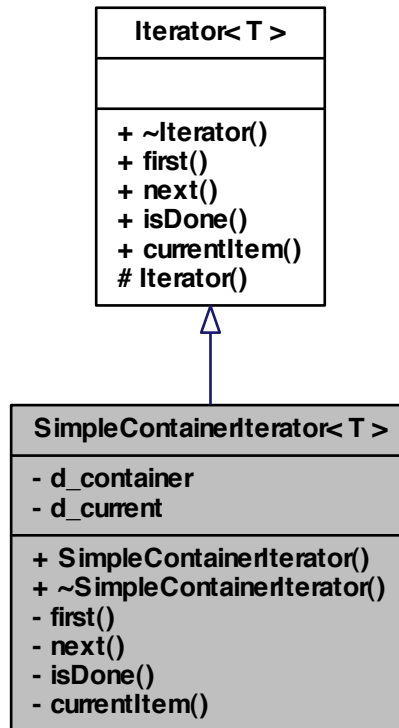 Iterator< T >
+ ~Iterator()
+ first()
+ next()
+ isDone()
+ currentItem()
# Iterator()
SimpleContainerIterator< T >
- d_container
- d_current
+ SimpleContainerIterator()
+ ~SimpleContainerIterator()
- first()
- next()
- isDone()
- currentItem()